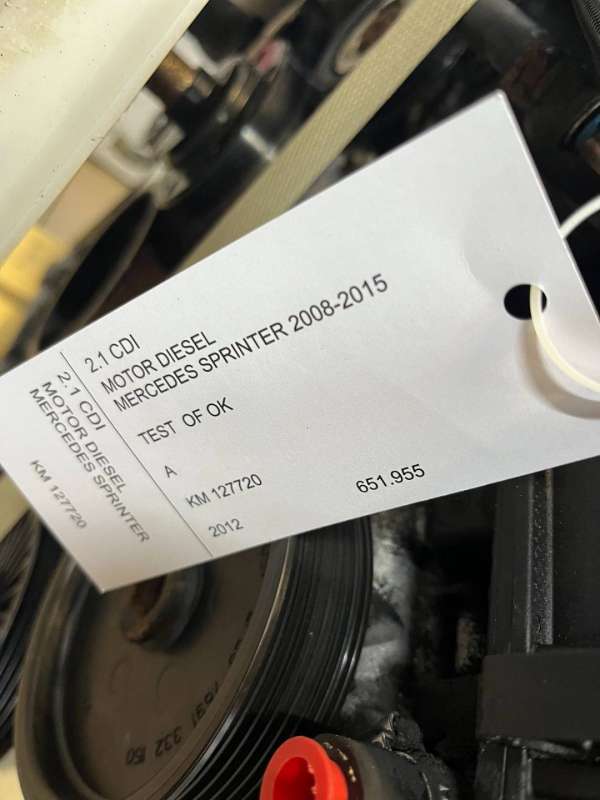 2.1 CDI
MOTOR DIESEL
MERCEDES SPRINTER 2008-2015
TEST OF OK
A
KM 127720
651.955
2012
2.1 CDI
MOTOR DIESEL
MERCEDES SPRINTER
KM 127720